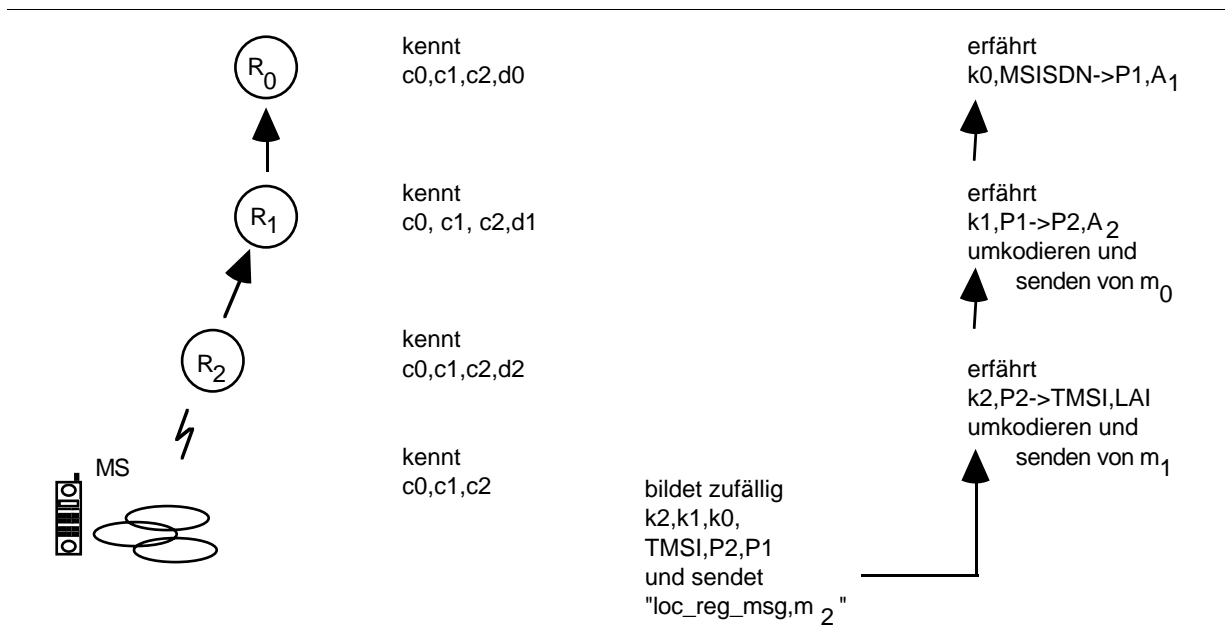 R0
kennt
c0,c1,c2,d0
erfährt
k0,MSISDN->P1,A1
R1
kennt
c0, c1, c2,d1
erfährt
k1,P1->P2,A2
umkodieren und
senden von m0
R2
kennt
c0,c1,c2,d2
erfährt
k2,P2->TMSI,LAI
umkodieren und
senden von m1
MS
kennt
c0,c1,c2
bildet zufällig
k2,k1,k0,
TMSI,P2,P1
und sendet
"loc_reg_msg,m2"